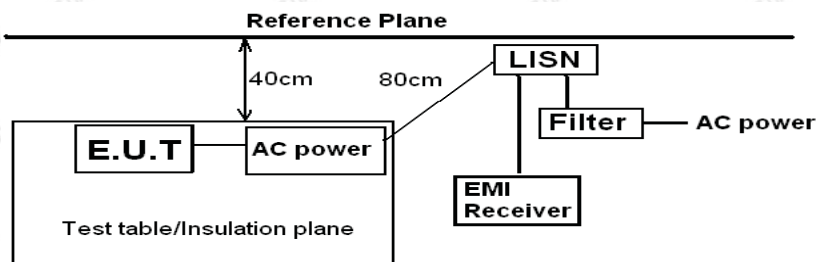 Reference Plane
LISN
40cm
80cm
Filter
AC power
E.U.T
AC power
EMI
Receiver
Test table/Insulation plane